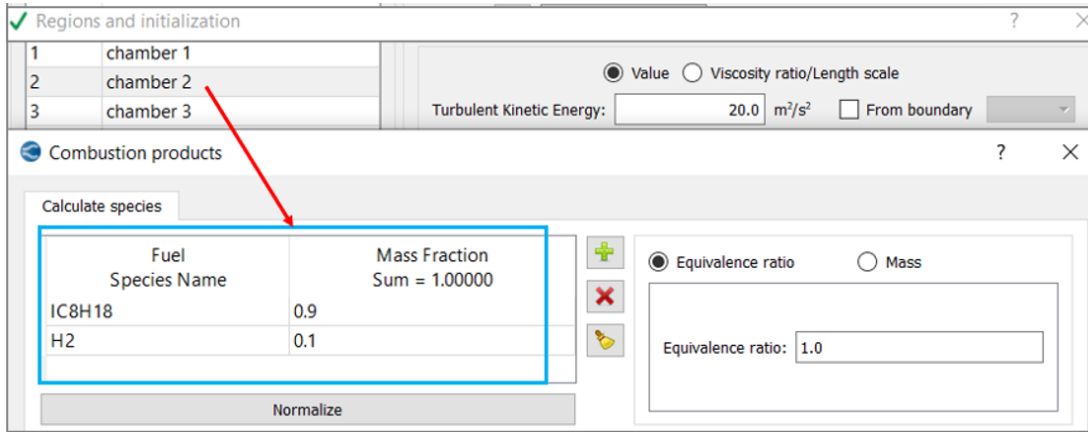 Regions and initialization ?
1 chamber 1
2 chamber 2
3 chamber 3
Value Viscosity ratio/Length scale
Turbulent Kinetic Energy: 20.0 m²/s² From boundary
Combustion products ?
Calculate species
Fuel Species Name
Mass Fraction Sum = 1.00000
IC8H18 0.9
H2 0.1
Normalize
Equivalence ratio Mass
Equivalence ratio: 1.0